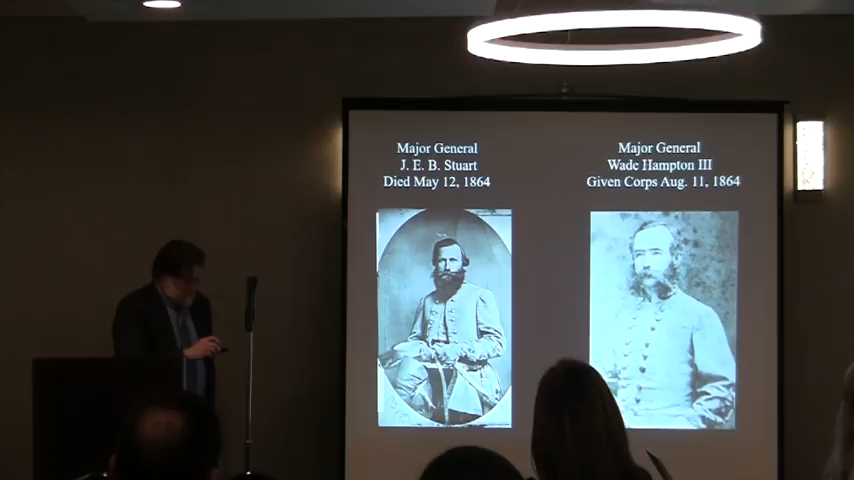 Major General
J. E. B. Stuart
Died May 12, 1864
Major General
Wade Hampton III
Given Corps Aug. 11, 1864